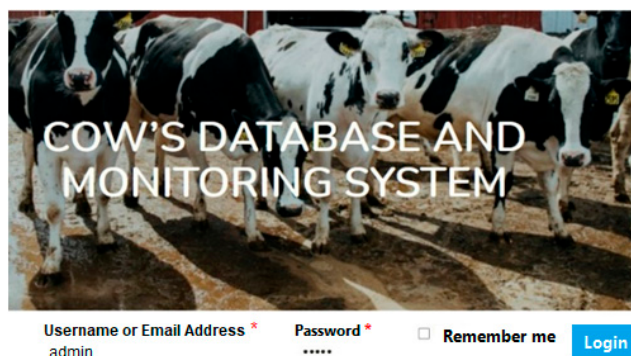 COW'S DATABASE AND
MONITORING SYSTEM
Username or Email Address * Password * Remember me Login
admin •••••